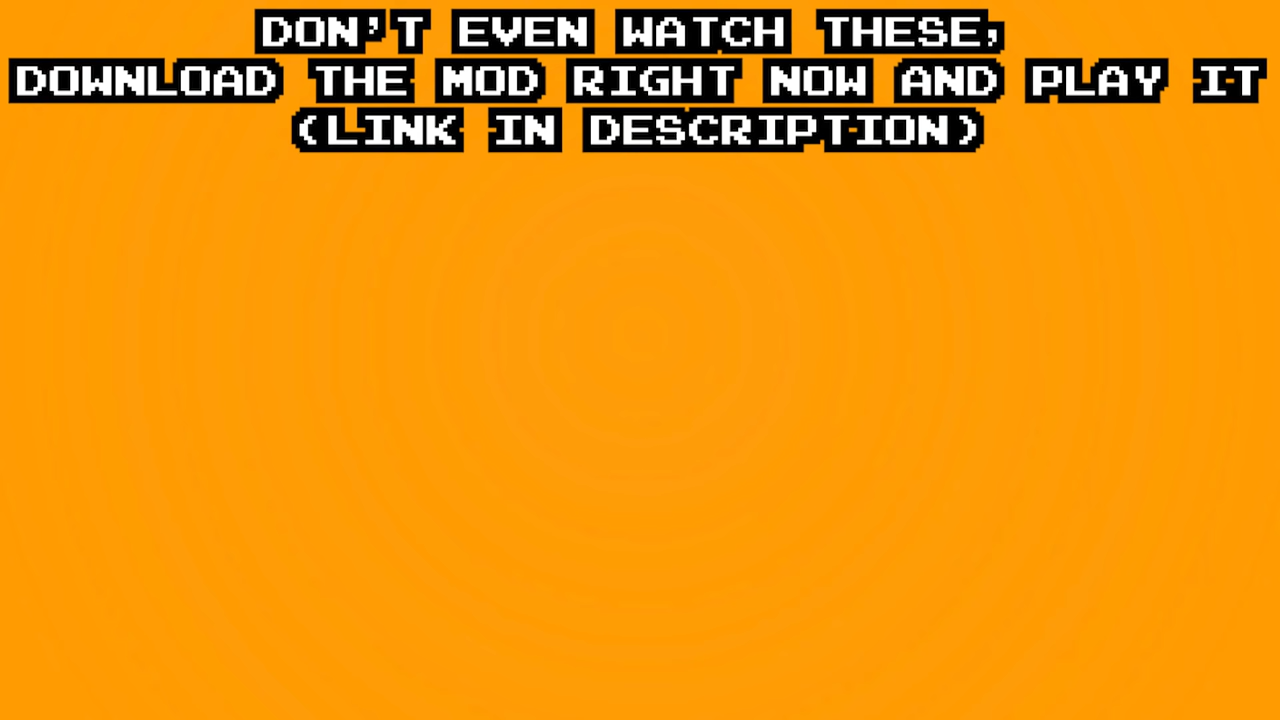 DON'T EVEN WATCH THESE,
DOWNLOAD THE MOD RIGHT NOW AND PLAY IT
(LINK IN DESCRIPTION)